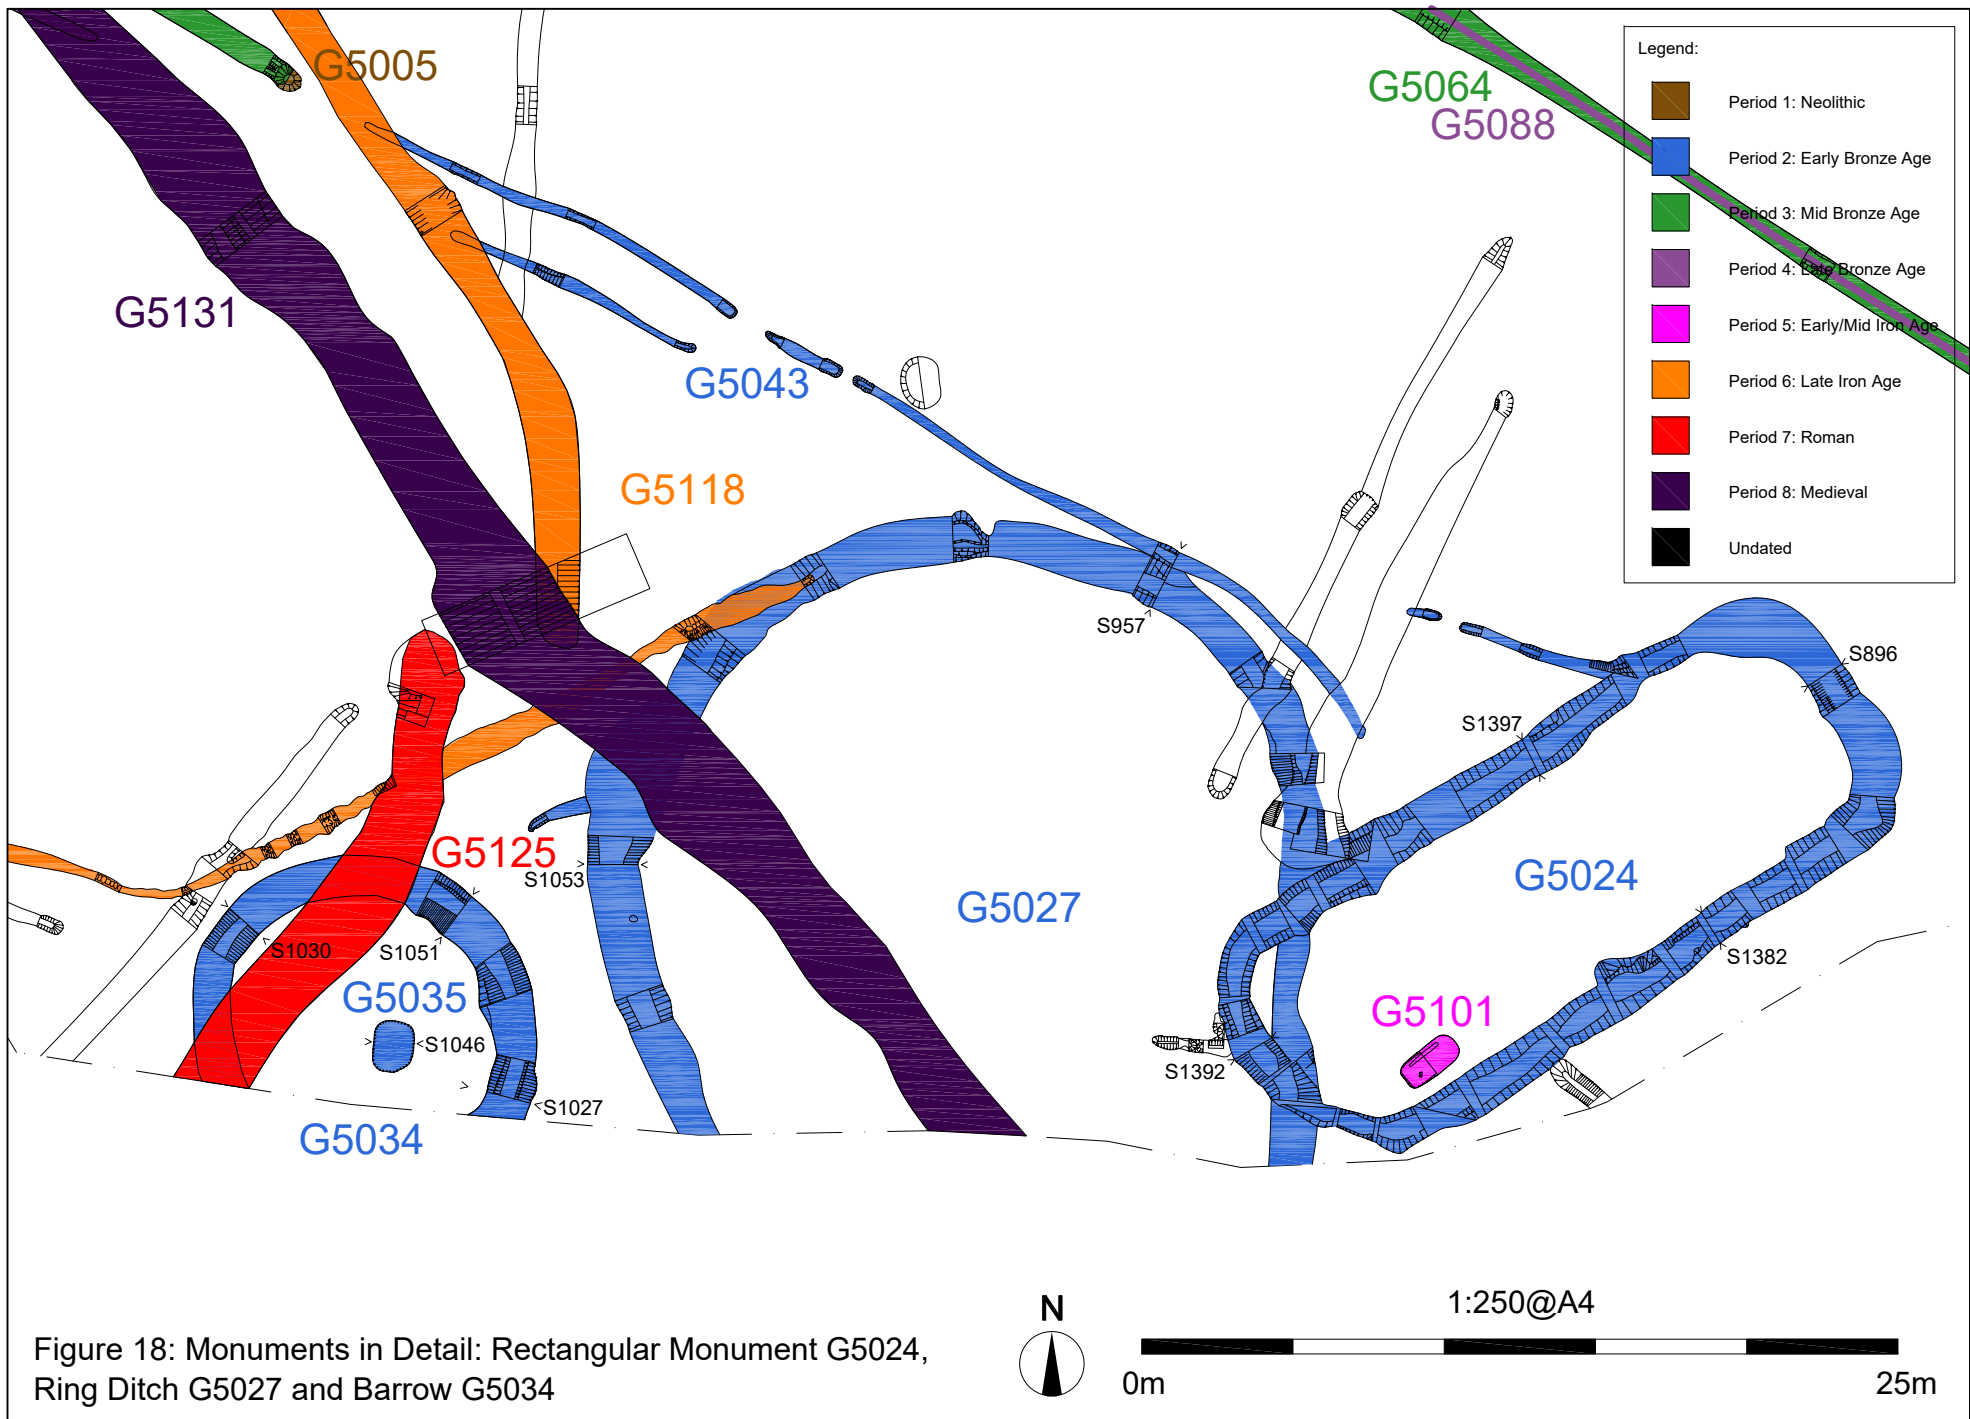 G5005
G5064
G5088
Legend:
Period 1: Neolithic
Period 2: Early Bronze Age
Period 3: Mid Bronze Age
Period 4: Late Bronze Age
Period 5: Early/Mid Iron Age
Period 6: Late Iron Age
Period 7: Roman
Period 8: Medieval
Undated
G5131
G5043
G5118
S957
S896
S1397
G5125
S1053
G5027
G5024
S1030
S1051
S1382
G5035
G5101
S1046
S1392
S1027
G5034
N
1:250@A4
0m
25m
Figure 18: Monuments in Detail: Rectangular Monument G5024,
Ring Ditch G5027 and Barrow G5034